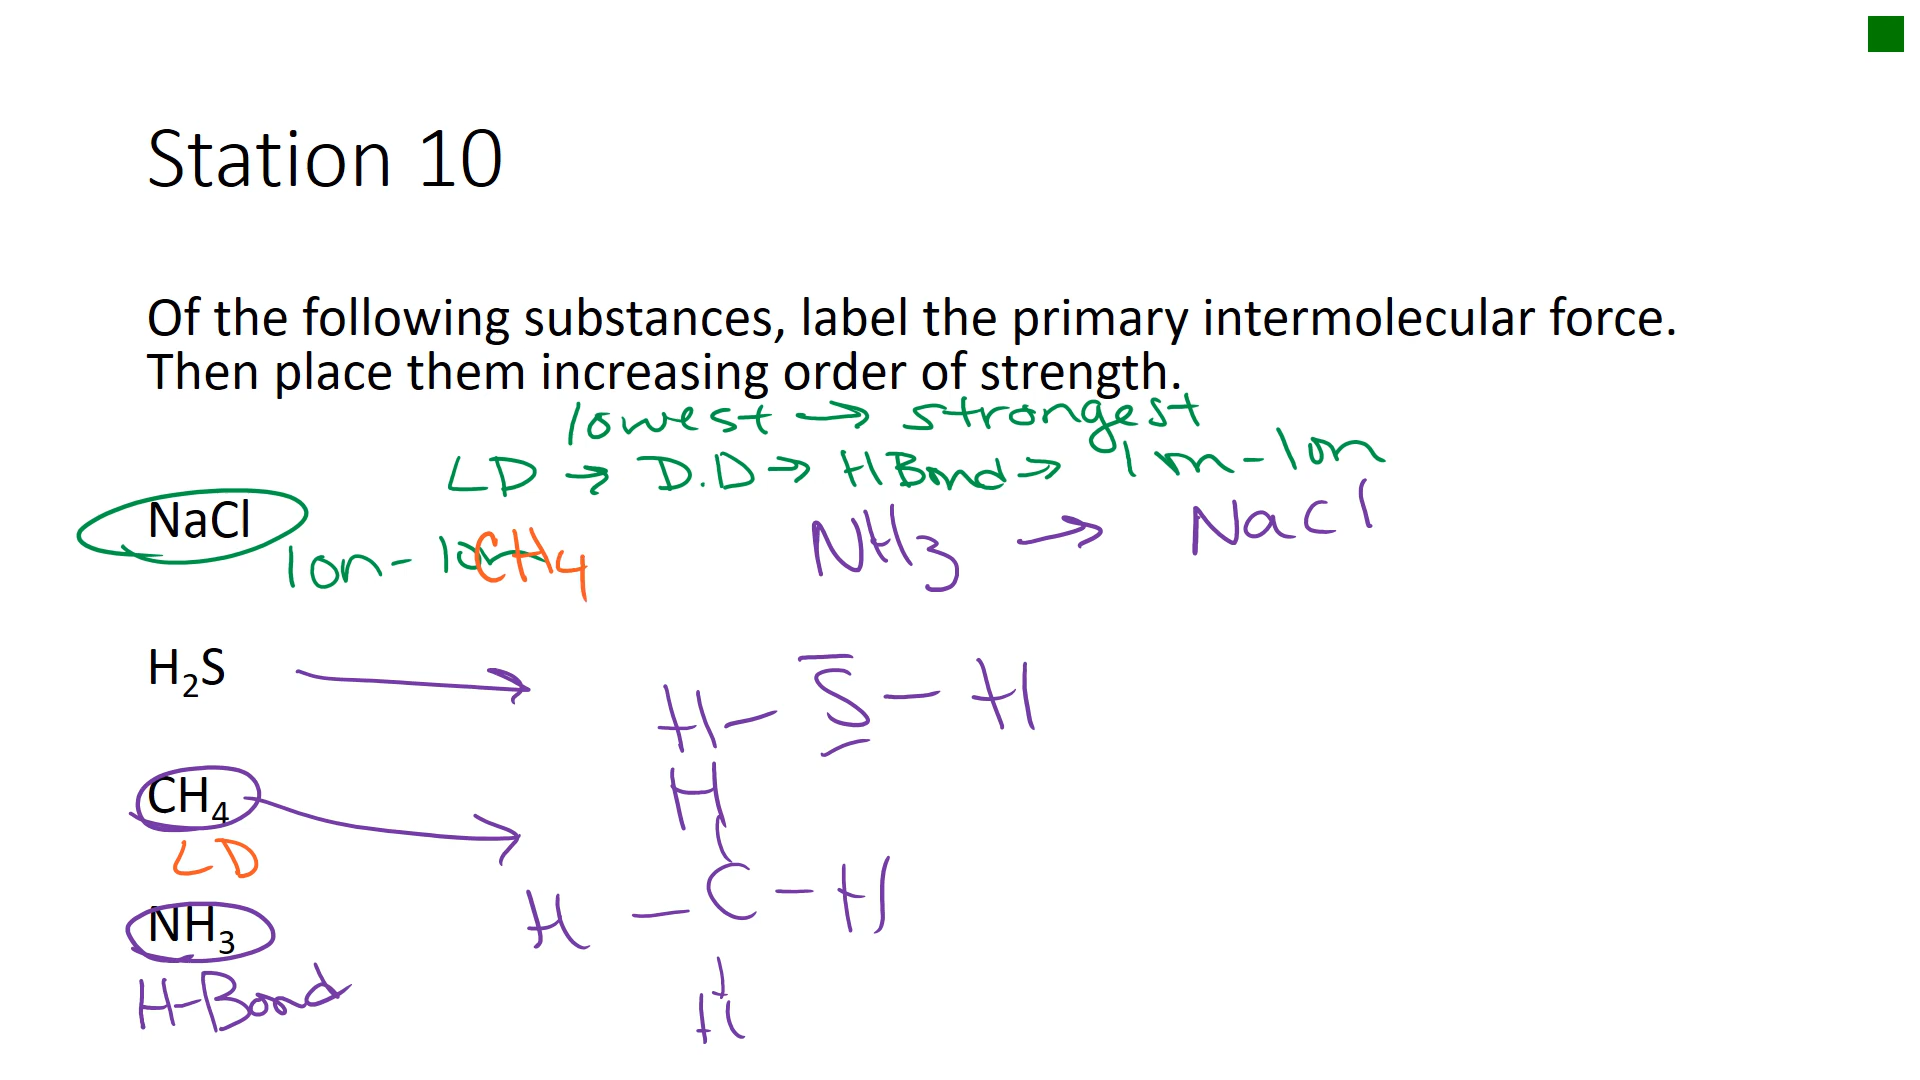 Station 10
Of the following substances, label the primary intermolecular force.
Then place them increasing order of strength.
lowest → strongest
LD → D.D → H Bond → Ion-Ion
NaCl
Ion-Ion
CH4
NH3 → NaCl
H₂S
H-S-H
CH₄
LD
H
H-C-H
H
NH₃
H-Bond